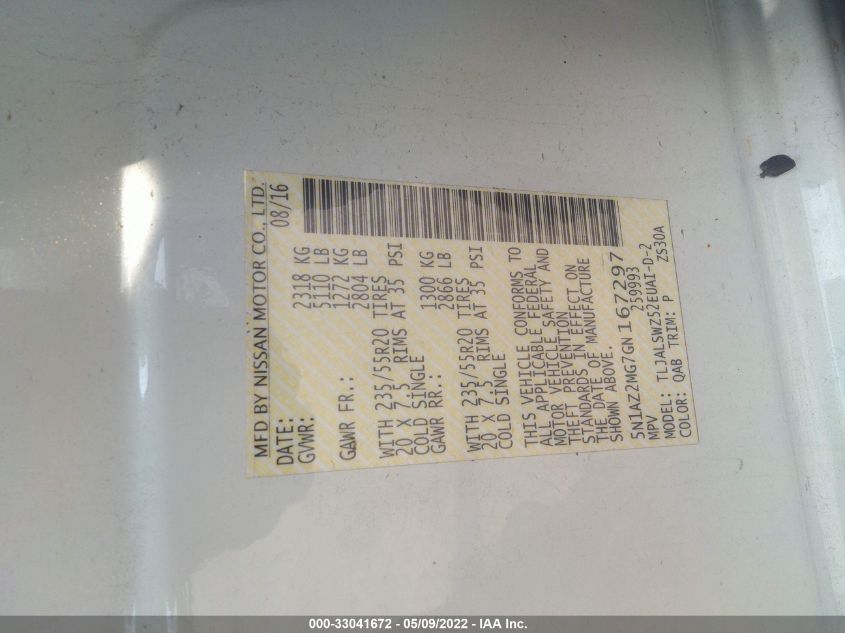 MFD BY NISSAN MOTOR CO., LTD.
DATE: 08/16
GVWR: 2318 KG
5110 LB
GAWR FR.: 1272 KG
2804 LB
WITH 235/55R20 TIRES
20 X 7.5 RIMS AT 35 PSI
COLD SINGLE
GAWR RR.: 1300 KG
2866 LB
WITH 235/55R20 TIRES
20 X 7.5 RIMS AT 35 PSI
COLD SINGLE
THIS VEHICLE CONFORMS TO
ALL APPLICABLE FEDERAL
MOTOR VEHICLE SAFETY AND
THEFT PREVENTION
STANDARDS IN EFFECT ON
THE DATE OF MANUFACTURE
SHOWN ABOVE.
5N1AZ2MG7GN167297
MPV 259993
MODEL: TLJALSWZ52EUAI-D-2
COLOR: QAB TRIM: P ZS30A
000-33041672 - 05/09/2022 - IAA Inc.